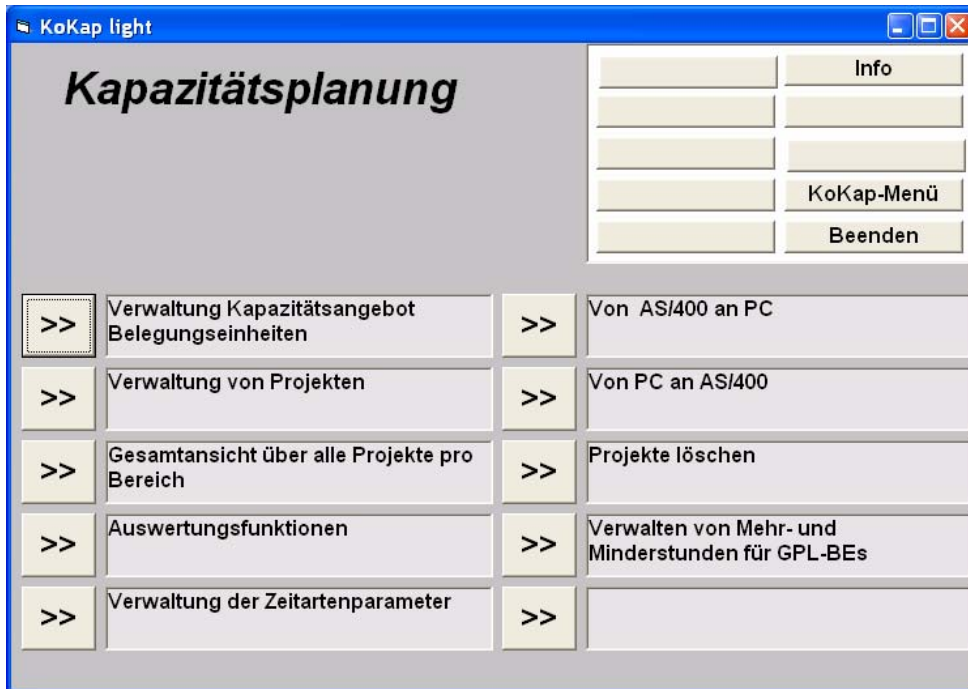 KoKap light
Kapazitätsplanung
Info
KoKap-Menü
Beenden
>>
Verwaltung Kapazitätsangebot
Belegungseinheiten
>>
Von  AS/400 an PC
>>
Verwaltung von Projekten
>>
Von PC an AS/400
>>
Gesamtansicht über alle Projekte pro
Bereich
>>
Projekte löschen
>>
Auswertungsfunktionen
>>
Verwalten von Mehr- und
Minderstunden für GPL-BEs
>>
Verwaltung der Zeitartenparameter
>>